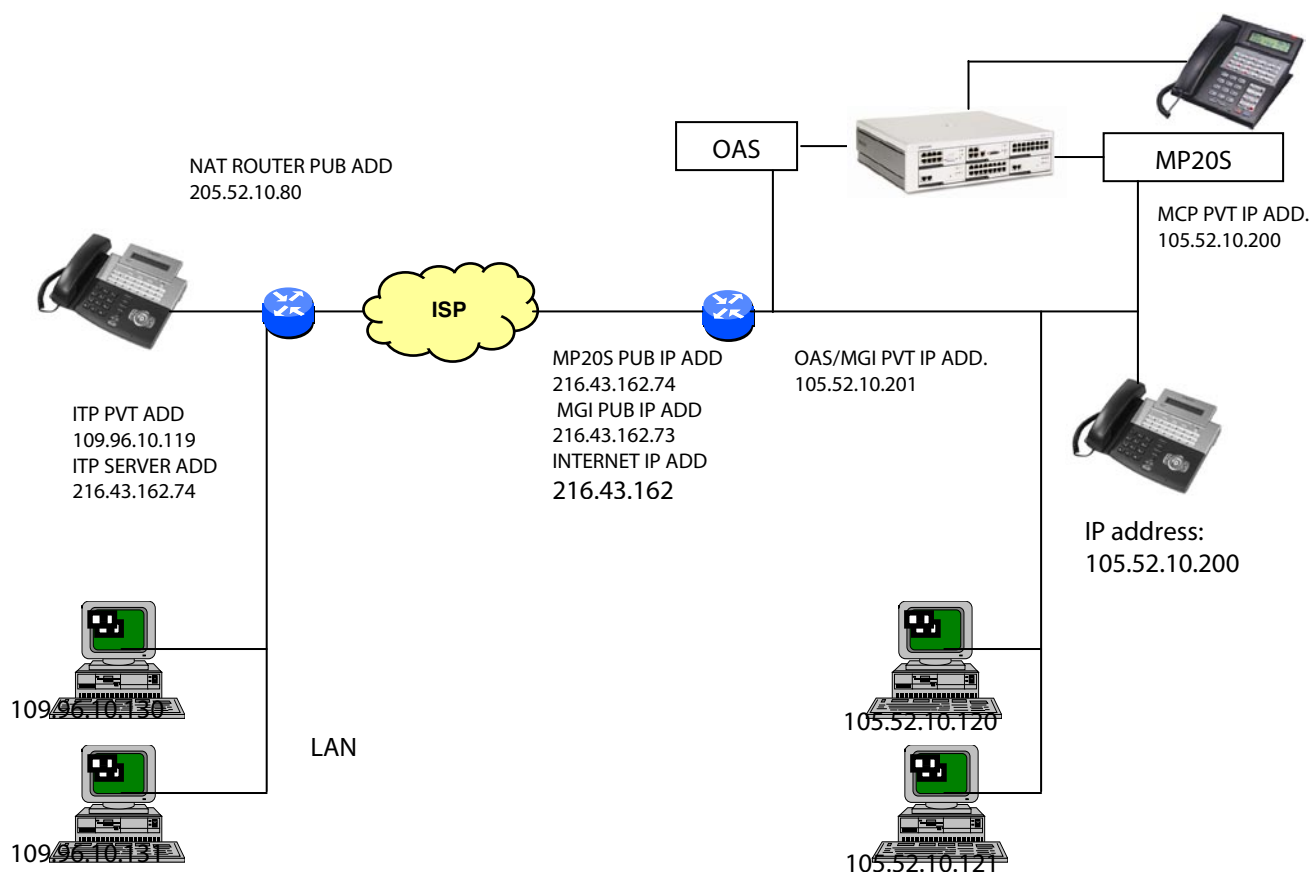 OAS
MP20S
NAT ROUTER PUB ADD
205.52.10.80
MCP PVT IP ADD.
105.52.10.200
ISP
MP20S PUB IP ADD
216.43.162.74
MGI PUB IP ADD
216.43.162.73
INTERNET IP ADD
216.43.162
OAS/MGI PVT IP ADD.
105.52.10.201
ITP PVT ADD
109.96.10.119
ITP SERVER ADD
216.43.162.74
IP address:
105.52.10.200
109.96.10.130
105.52.10.120
LAN
109.96.10.131
105.52.10.121